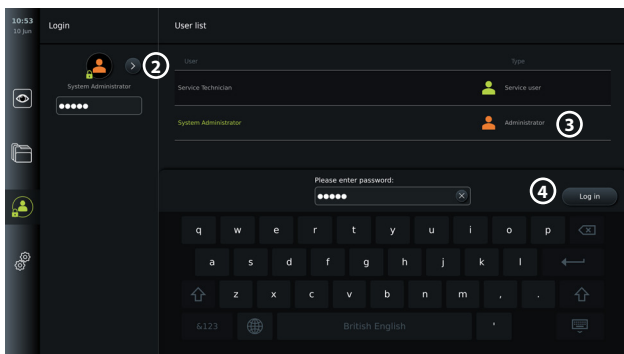 10:53
10 Jun
Login
User list
2
User
Type
System Administrator
●●●●●
Service Technician
Service user
System Administrator
Administrator
3
Please enter password:
●●●●●
4
Log in
q w e r t y u i o p
a s d f g h j k l
z x c v b n m , .
&123
British English
'